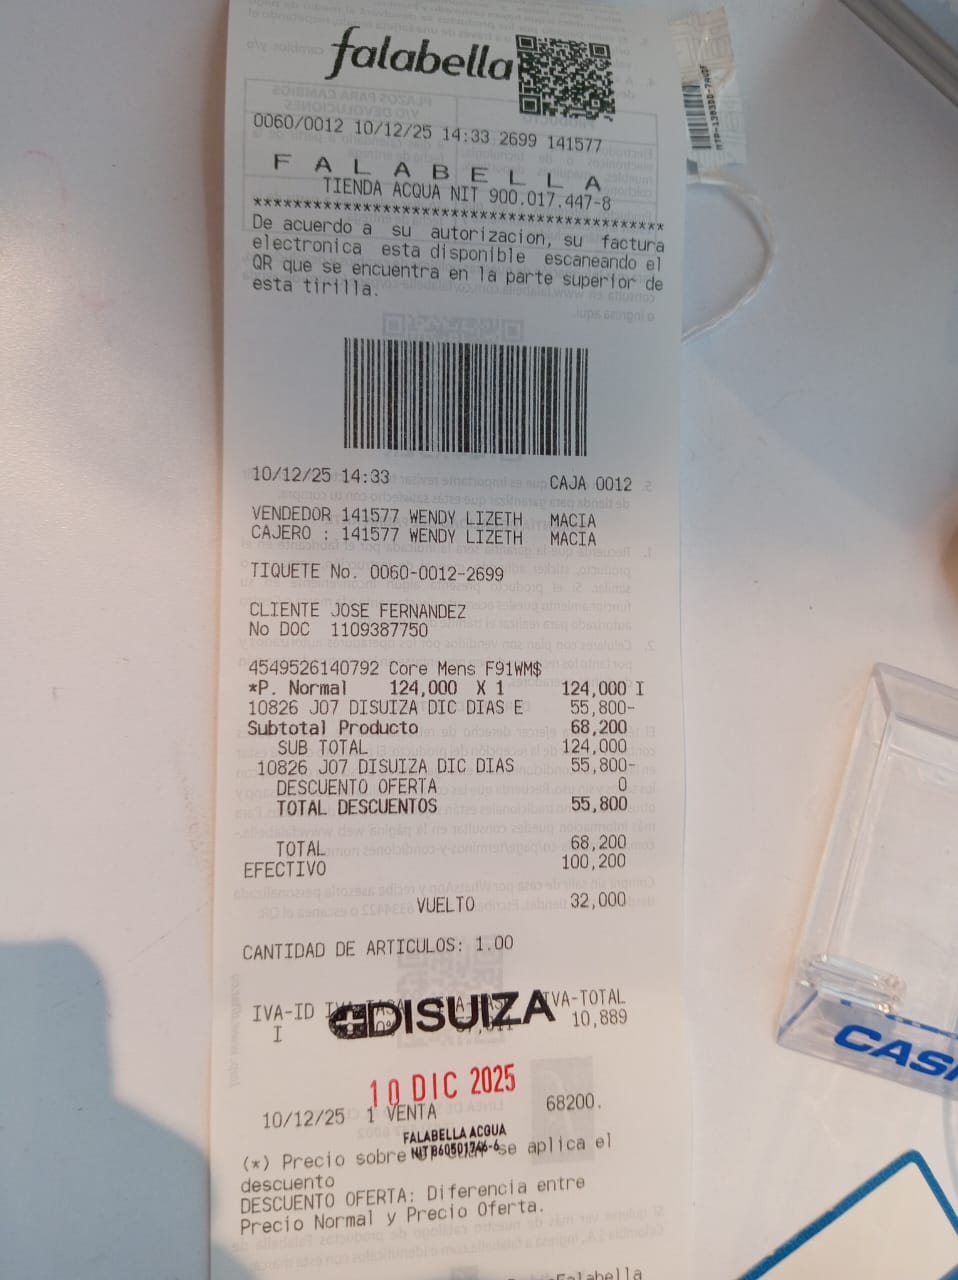 falabella
0060/0012 10/12/25 14:33 2699 141577
F A L A B E L L A
TIENDA ACQUA NIT 900.017.447-8
******************************************
De acuerdo a su autorizacion, su factura
electronica esta disponible escaneando el
QR que se encuentra en la parte superior de
esta tirilla.
10/12/25 14:33 CAJA 0012
VENDEDOR 141577 WENDY LIZETH MACIA
CAJERO : 141577 WENDY LIZETH MACIA
TIQUETE No. 0060-0012-2699
CLIENTE JOSE FERNANDEZ
No DOC 1109387750
4549526140792 Core Mens F91WM$
*P. Normal 124,000 X 1 124,000 I
10826 J07 DISUIZA DIC DIAS E 55,800-
Subtotal Producto 68,200
SUB TOTAL 124,000
10826 J07 DISUIZA DIC DIAS 55,800-
DESCUENTO OFERTA 0
TOTAL DESCUENTOS 55,800
TOTAL 68,200
EFECTIVO 100,200
VUELTO 32,000
CANTIDAD DE ARTICULOS: 1.00
IVA-ID IVA-TOTAL
I 10,889
DISUIZA
10 DIC 2025
10/12/25 1 VENTA 68200.
FALABELLA ACQUA
(*) Precio sobre se aplica el
descuento
DESCUENTO OFERTA: Diferencia entre
Precio Normal y Precio Oferta.
Falabella
CAS